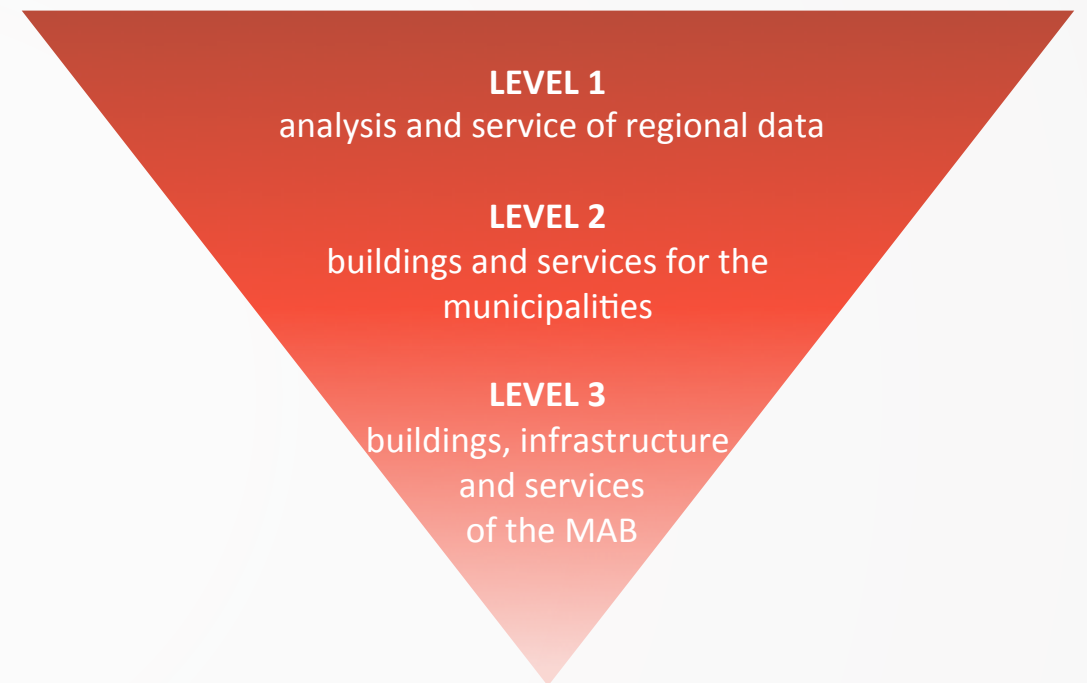 LEVEL 1
analysis and service of regional data
LEVEL 2
buildings and services for the
municipalities
LEVEL 3
buildings, infrastructure
and services
of the MAB